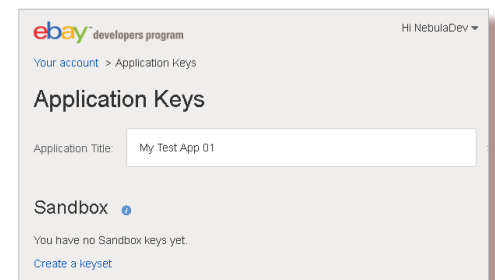 ebay developers program
Hi NebulaDev
Your account > Application Keys
Application Keys
Application Title: My Test App 01
Sandbox
You have no Sandbox keys yet.
Create a keyset